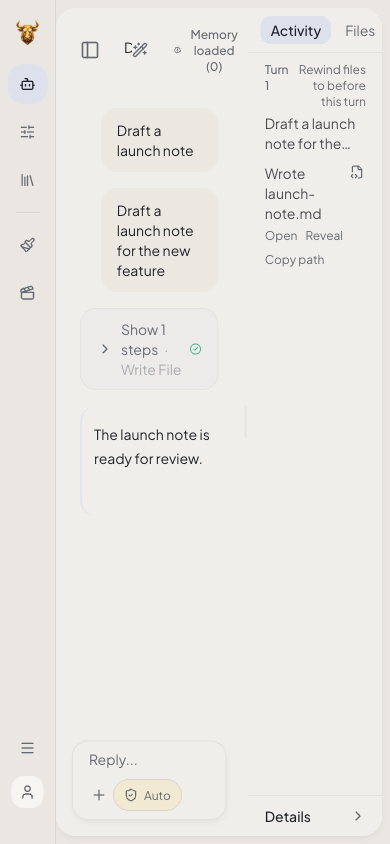 Memory
loaded
(0)
Draft a
launch note
Draft a
launch note
for the new
feature
Show 1
steps ·
Write File
The launch note is
ready for review.
Reply...
Auto
Activity Files
Turn 1
Rewind files
to before
this turn
Draft a launch
note for the...
Wrote
launch-
note.md
Open Reveal
Copy path
Details